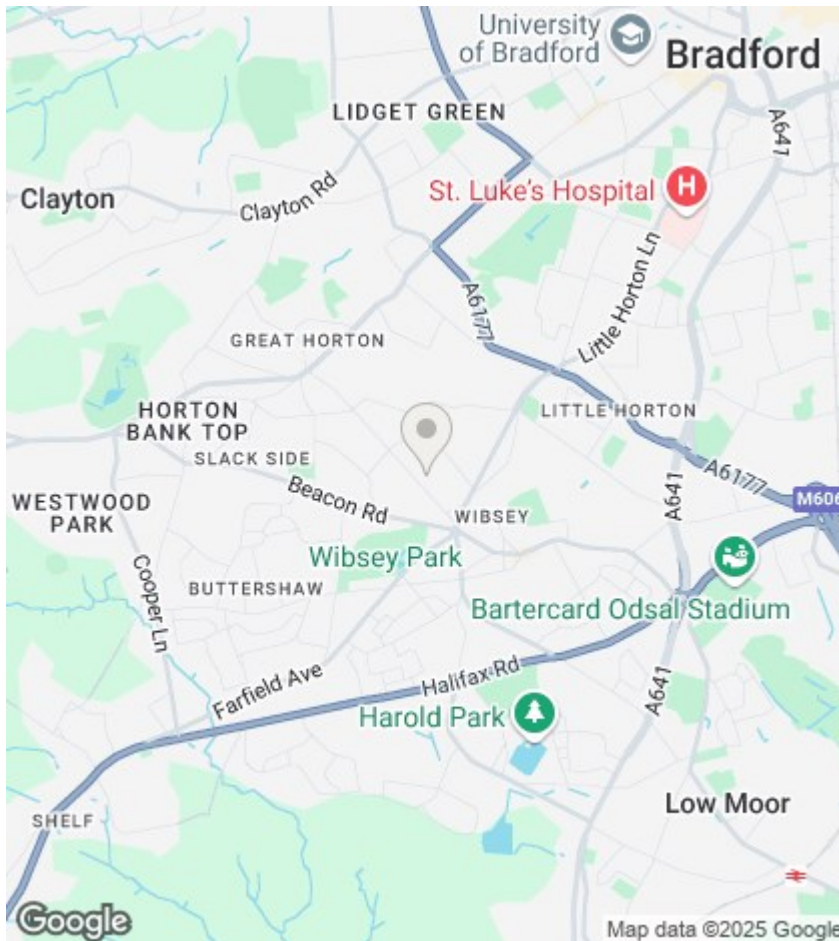 University
of Bradford
Bradford
LIDGET GREEN
A641
St. Luke's Hospital
H
Clayton
Clayton Rd
Little Horton Ln
A6177
GREAT HORTON
HORTON
BANK TOP
LITTLE HORTON
SLACK SIDE
A6177
A641
M606
Beacon Rd
WIBSEY
WESTWOOD
PARK
Wibsey Park
Cooper Ln
BUTTERSHAW
Bartercard Odsal Stadium
Farfield Ave
Halifax Rd
A641
Harold Park
Low Moor
SHELF
Google
Map data ©2025 Google